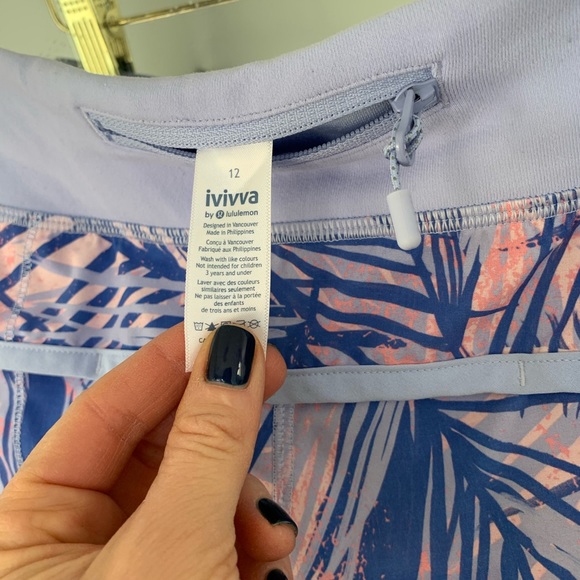 12
ivivva
by lululemon
Designed in Vancouver
Made in Philippines
Conçu à Vancouver
Fabriqué aux Philippines
Wash with like colours
Not intended for children
3 years and under
Laver avec des couleurs
similaires seulement
Ne pas laisser à la portée
des enfants
de trois ans et moins